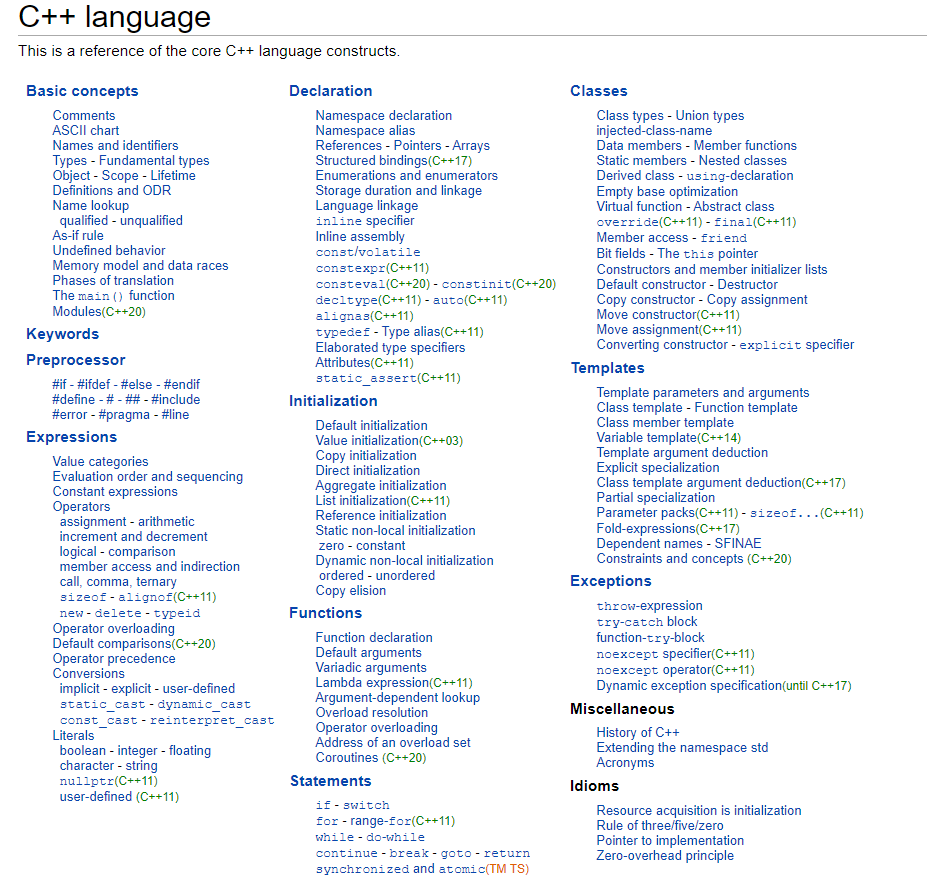 C++ language
This is a reference of the core C++ language constructs.
Basic concepts
Comments
ASCII chart
Names and identifiers
Types - Fundamental types
Object - Scope - Lifetime
Definitions and ODR
Name lookup
qualified - unqualified
As-if rule
Undefined behavior
Memory model and data races
Phases of translation
The main() function
Modules(C++20)
Keywords
Preprocessor
#if - #ifdef - #else - #endif
#define - # - ## - #include
#error - #pragma - #line
Expressions
Value categories
Evaluation order and sequencing
Constant expressions
Operators
assignment - arithmetic
increment and decrement
logical - comparison
member access and indirection
call, comma, ternary
sizeof - alignof(C++11)
new - delete - typeid
Operator overloading
Default comparisons(C++20)
Operator precedence
Conversions
implicit - explicit - user-defined
static_cast - dynamic_cast
const_cast - reinterpret_cast
Literals
boolean - integer - floating
character - string
nullptr(C++11)
user-defined (C++11)
Declaration
Namespace declaration
Namespace alias
References - Pointers - Arrays
Structured bindings(C++17)
Enumerations and enumerators
Storage duration and linkage
Language linkage
inline specifier
Inline assembly
const/volatile
constexpr(C++11)
consteval(C++20) - constinit(C++20)
decltype(C++11) - auto(C++11)
alignas(C++11)
typedef - Type alias(C++11)
Elaborated type specifiers
Attributes(C++11)
static_assert(C++11)
Initialization
Default initialization
Value initialization(C++03)
Copy initialization
Direct initialization
Aggregate initialization
List initialization(C++11)
Reference initialization
Static non-local initialization
zero - constant
Dynamic non-local initialization
ordered - unordered
Copy elision
Functions
Function declaration
Default arguments
Variadic arguments
Lambda expression(C++11)
Argument-dependent lookup
Overload resolution
Operator overloading
Address of an overload set
Coroutines (C++20)
Statements
if - switch
for - range-for(C++11)
while - do-while
continue - break - goto - return
synchronized and atomic(TM TS)
Classes
Class types - Union types
injected-class-name
Data members - Member functions
Static members - Nested classes
Derived class - using-declaration
Empty base optimization
Virtual function - Abstract class
override(C++11) - final(C++11)
Member access - friend
Bit fields - The this pointer
Constructors and member initializer lists
Default constructor - Destructor
Copy constructor - Copy assignment
Move constructor(C++11)
Move assignment(C++11)
Converting constructor - explicit specifier
Templates
Template parameters and arguments
Class template - Function template
Class member template
Variable template(C++14)
Template argument deduction
Explicit specialization
Class template argument deduction(C++17)
Partial specialization
Parameter packs(C++11) - sizeof...(C++11)
Fold-expressions(C++17)
Dependent names - SFINAE
Constraints and concepts (C++20)
Exceptions
throw-expression
try-catch block
function-try-block
noexcept specifier(C++11)
noexcept operator(C++11)
Dynamic exception specification(until C++17)
Miscellaneous
History of C++
Extending the namespace std
Acronyms
Idioms
Resource acquisition is initialization
Rule of three/five/zero
Pointer to implementation
Zero-overhead principle